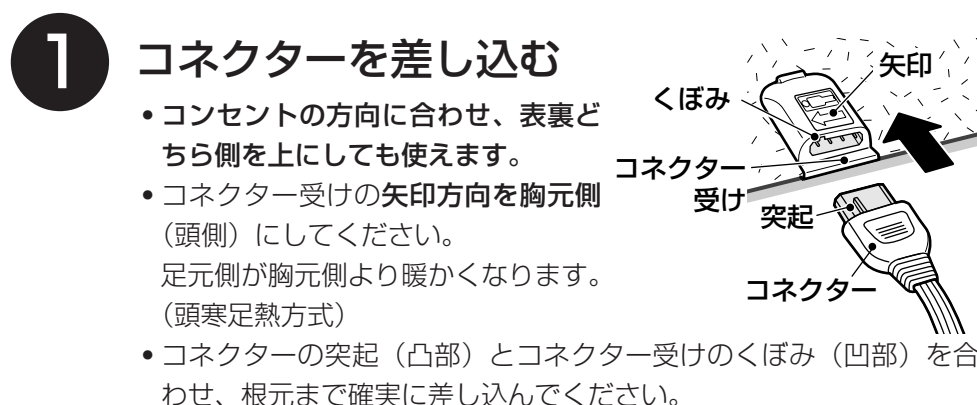 1 コネクターを差し込む
•コンセントの方向に合わせ、表裏ど
ちら側を上にしても使えます。
•コネクター受けの矢印方向を胸元側
（頭側）にしてください。
足元側が胸元側より暖かくなります。
（頭寒足熱方式）
矢印
くぼみ
コネクター
受け
突起
コネクター
•コネクターの突起（凸部）とコネクター受けのくぼみ（凹部）を合
わせ、根元まで確実に差し込んでください。